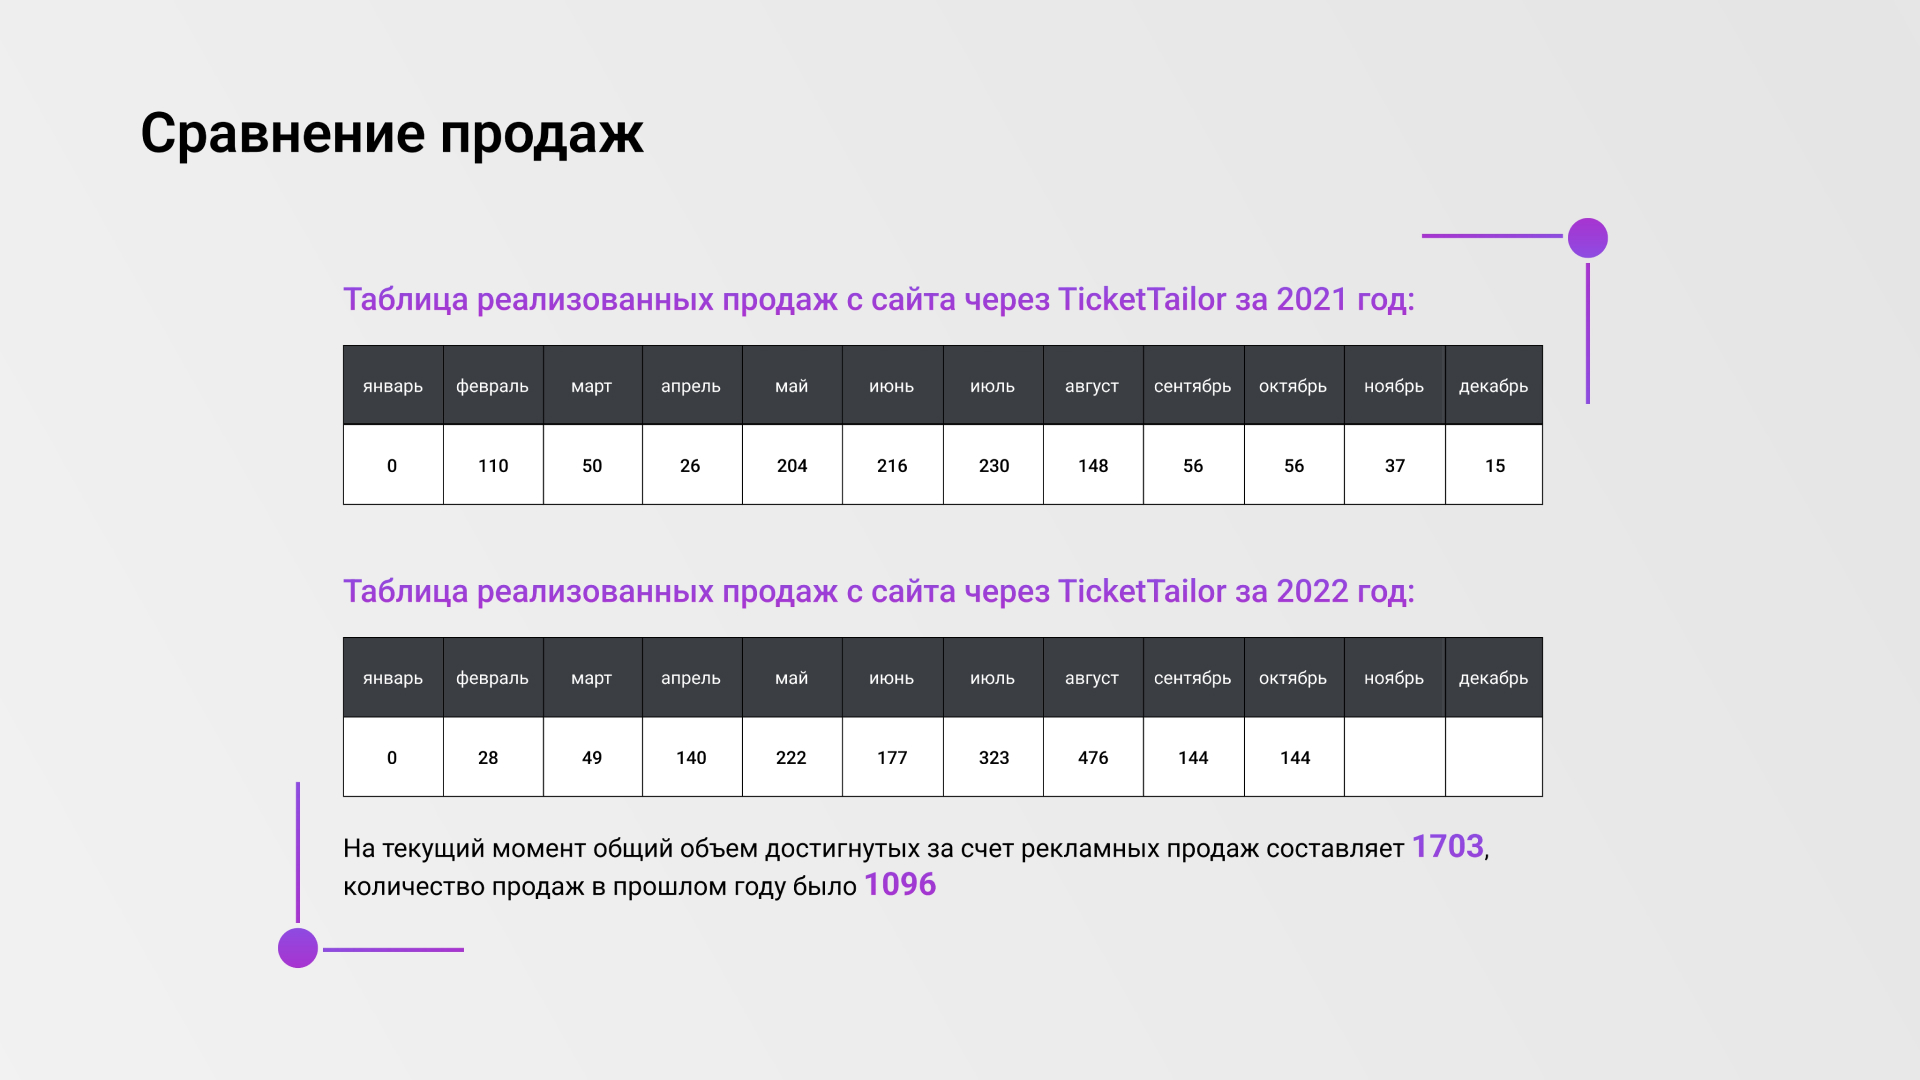 Сравнение продаж
Таблица реализованных продаж с сайта через TicketTailor за 2021 год:
январь февраль март апрель май июнь июль август сентябрь октябрь ноябрь декабрь
0 110 50 26 204 216 230 148 56 56 37 15
Таблица реализованных продаж с сайта через TicketTailor за 2022 год:
январь февраль март апрель май июнь июль август сентябрь октябрь ноябрь декабрь
0 28 49 140 222 177 323 476 144 144
На текущий момент общий объем достигнутых за счет рекламных продаж составляет 1703,
количество продаж в прошлом году было 1096